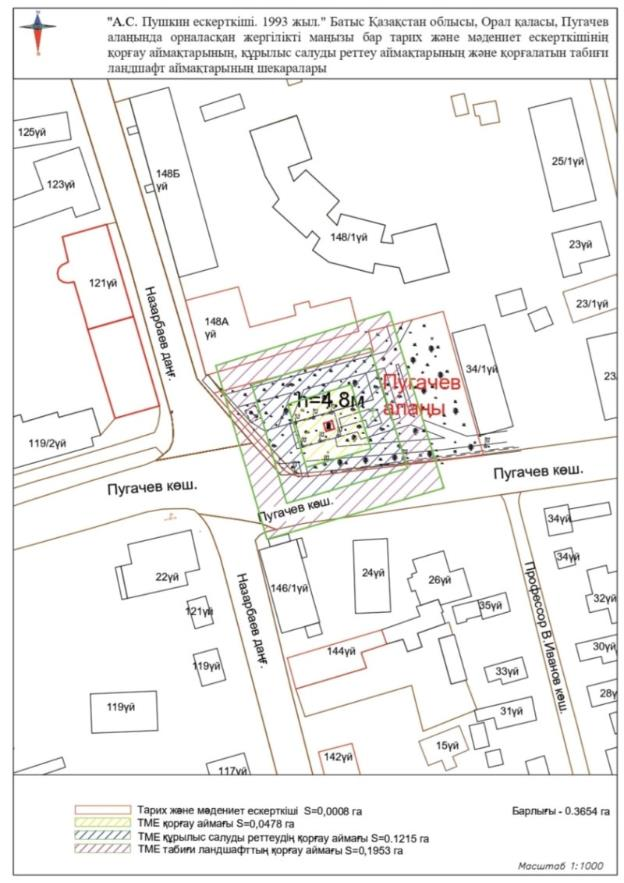 "А.С. Пушкин ескерткіші. 1993 жыл." Батыс Қазақстан облысы, Орал қаласы, Пугачев
алаңында орналасқан жергілікті маңызы бар тарих және мәдениет ескерткішінің
қорғау аймақтарының, құрылыс салуды реттеу аймақтарының және қорғалатын табиғи
ландшафт аймақтарының шекаралары
125үй
123үй
148Б
үй
25/1үй
148/1үй
23үй
121үй
23/1үй
Назарбаев даңғ.
148А
үй
34/1үй
23
Пугачев
алаңы
h=4.8м
119/2үй
Пугачев көш.
Пугачев көш.
Пугачев көш.
34үй
34үй
22үй
24үй
26үй
146/1үй
Назарбаев даңғ.
Профессор В.Иванов көш.
32үй
121үй
35үй
119үй
144үй
30үй
33үй
28ү
119үй
31үй
15үй
142үй
117үй
Тарих және мәдениет ескерткіші S=0,0008 га
Барлығы - 0.3654 га
ТМЕ қорғау аймағы S=0,0478 га
ТМЕ құрылыс салуды реттеудің қорғау аймағы S=0.1215 га
ТМЕ табиғи ландшафттың қорғау аймағы S=0,1953 га
Масштаб 1:1000